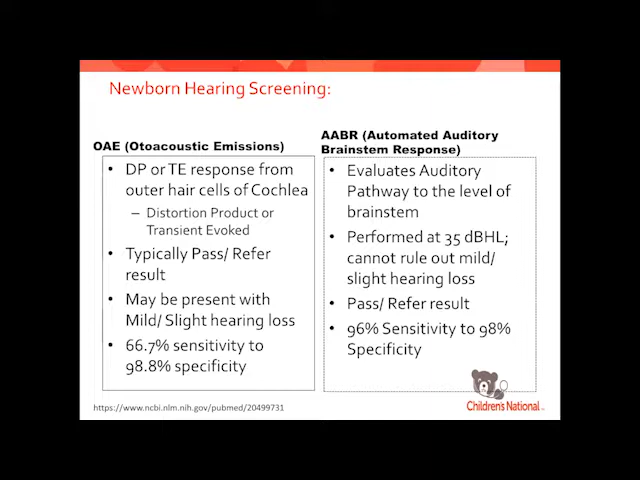 Newborn Hearing Screening:
OAE (Otoacoustic Emissions)
• DP or TE response from
outer hair cells of Cochlea
– Distortion Product or
Transient Evoked
• Typically Pass/ Refer
result
• May be present with
Mild/ Slight hearing loss
• 66.7% sensitivity to
98.8% specificity
AABR (Automated Auditory
Brainstem Response)
• Evaluates Auditory
Pathway to the level of
brainstem
• Performed at 35 dBHL;
cannot rule out mild/
slight hearing loss
• Pass/ Refer result
• 96% Sensitivity to 98%
Specificity
https://www.ncbi.nlm.nih.gov/pubmed/20499731
Children's National